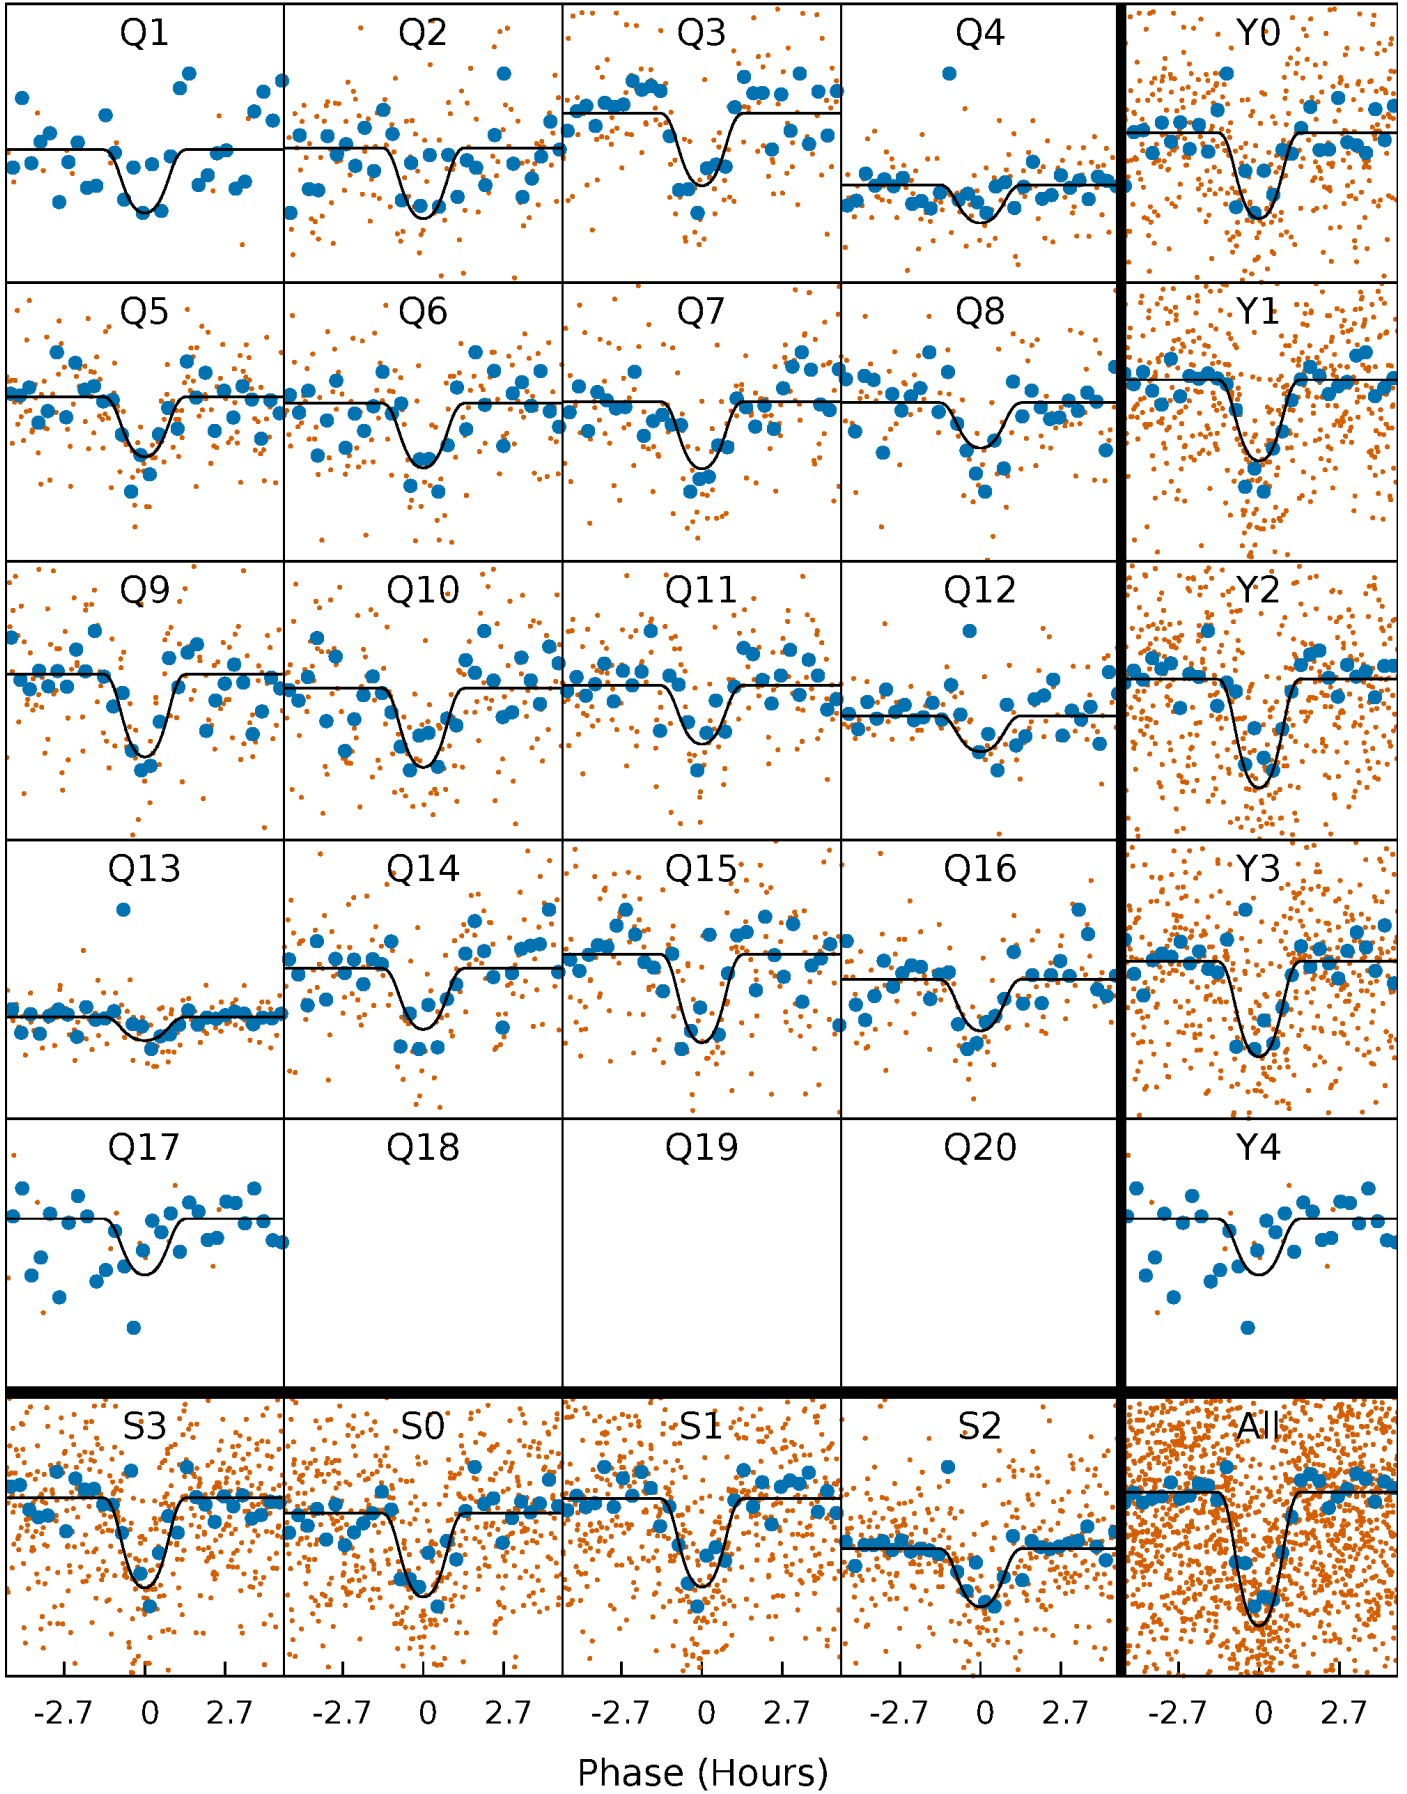 Q1 Q2 Q3 Q4 Y0
Q5 Q6 Q7 Q8 Y1
Q9 Q10 Q11 Q12 Y2
Q13 Q14 Q15 Q16 Y3
Q17 Q18 Q19 Q20 Y4
S3 S0 S1 S2 All
-2.7 0 2.7 -2.7 0 2.7 -2.7 0 2.7 -2.7 0 2.7 -2.7 0 2.7
Phase (Hours)